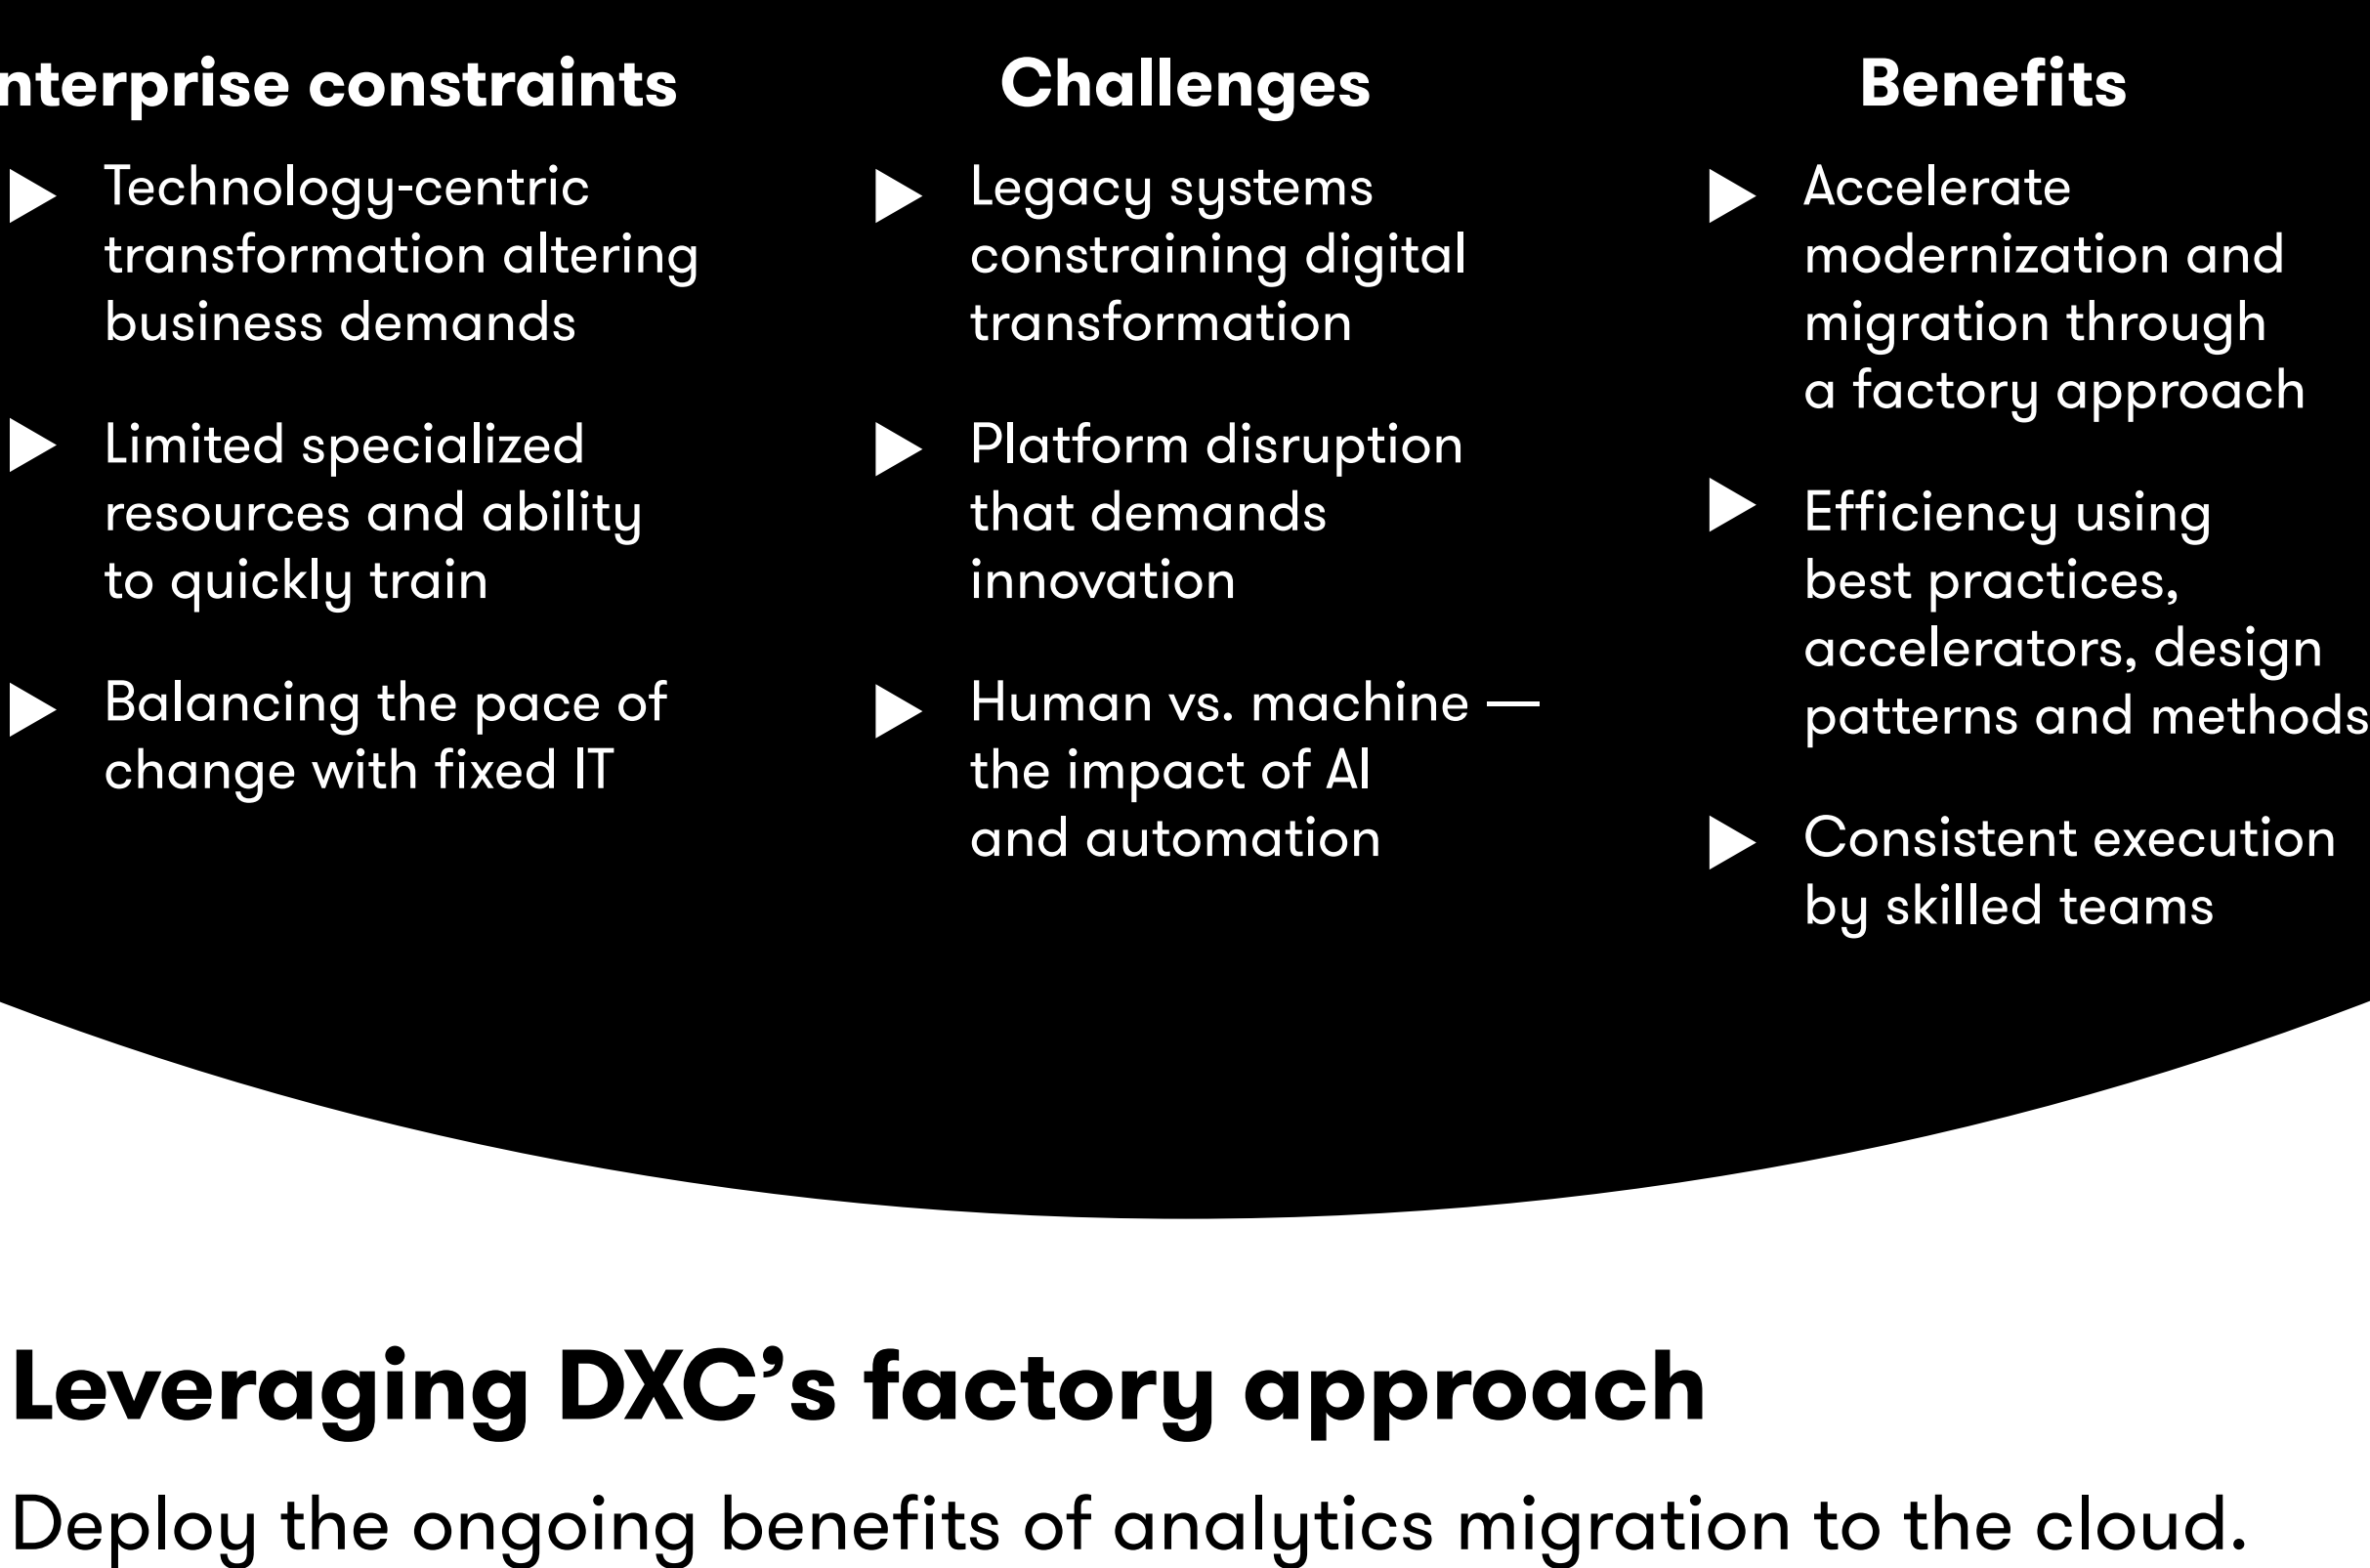 nterprise constraints
Technology-centric
transformation altering
business demands
Limited specialized
resources and ability
to quickly train
Balancing the pace of
change with fixed IT
Challenges
Legacy systems
constraining digital
transformation
Platform disruption
that demands
innovation
Human vs. machine —
the impact of AI
and automation
Benefits
Accelerate
modernization and
migration through
a factory approach
Efficiency using
best practices,
accelerators, design
patterns and methods
Consistent execution
by skilled teams
Leveraging DXC’s factory approach
Deploy the ongoing benefits of analytics migration to the cloud.